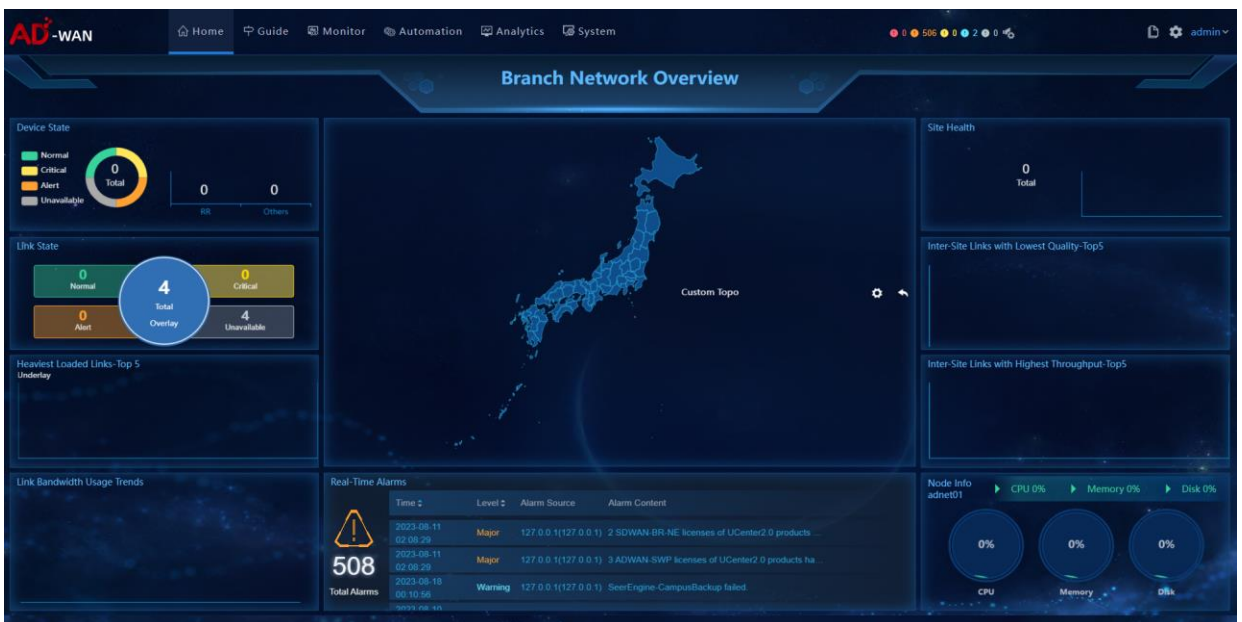 AD-WAN
Home Guide Monitor Automation Analytics System
0 506 0 2 0
admin
Branch Network Overview
Device State
Normal
Critical
Alert
Unavailable
0
Total
0 0
RR Others
Link State
0
Normal
0
Critical
4
Total
Overlay
0
Alert
4
Unavailable
Heaviest Loaded Links-Top 5
Underlay
Link Bandwidth Usage Trends
Custom Topo
Real-Time Alarms
508
Total Alarms
Time Level Alarm Source Alarm Content
2023-08-11
02:08:29
Major 127.0.0.1(127.0.0.1) 2 SDWAN-BR-NE licenses of UCenter2.0 products ...
2023-08-11
02:08:29
Major 127.0.0.1(127.0.0.1) 3 ADWAN-SWP licenses of UCenter2.0 products ha...
2023-08-18
00:10:56
Warning 127.0.0.1(127.0.0.1) SeerEngine-CampusBackup failed.
Site Health
0
Total
Inter-Site Links with Lowest Quality-Top5
Inter-Site Links with Highest Throughput-Top5
Node Info
adnet01
CPU 0% Memory 0% Disk 0%
0% 0% 0%
CPU Memory Disk